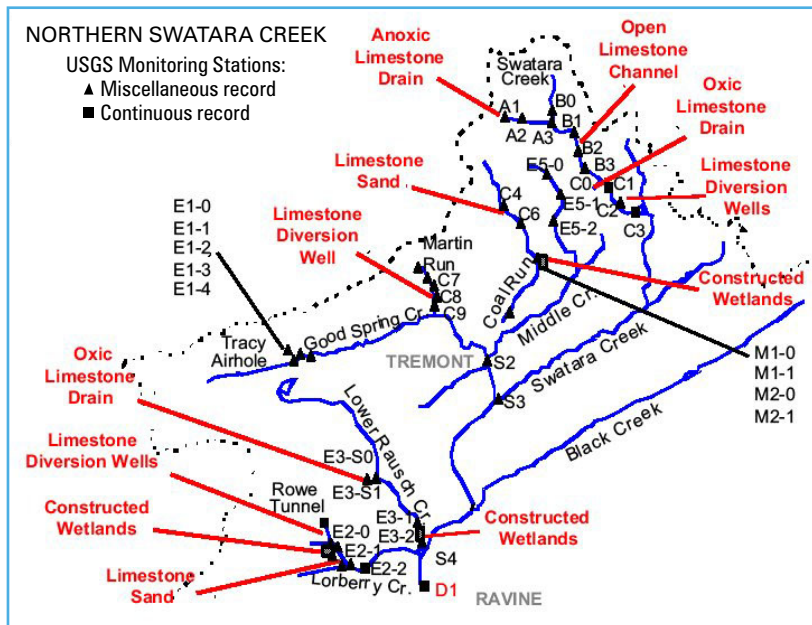 NORTHERN SWATARA CREEK
USGS Monitoring Stations:
▲ Miscellaneous record
■ Continuous record
Anoxic
Limestone
Drain
Swatara
Creek
Open
Limestone
Channel
Oxic
Limestone
Drain
Limestone
Diversion
Wells
A1
A2
A3
B0
B1
B2
B3
C0
C1
C2
C3
E5-0
E5-1
E5-2
Limestone
Sand
C4
C6
Limestone
Diversion
Well
Martin
Run
C7
C8
C9
Constructed
Wetlands
Coal Run
Middle Cr.
E1-0
E1-1
E1-2
E1-3
E1-4
Tracy
Airhole
Good Spring Cr.
TREMONT
S2
S3
Swatara Creek
Black Creek
M1-0
M1-1
M2-0
M2-1
Oxic
Limestone
Drain
Lower Rausch Cr.
E3-S0
E3-S1
Limestone
Diversion Wells
Rowe
Tunnel
Constructed
Wetlands
E2-0
E2-1
E2-2
E3-1
E3-2
Constructed
Wetlands
S4
Limestone
Sand
Lorberry Cr.
D1
RAVINE